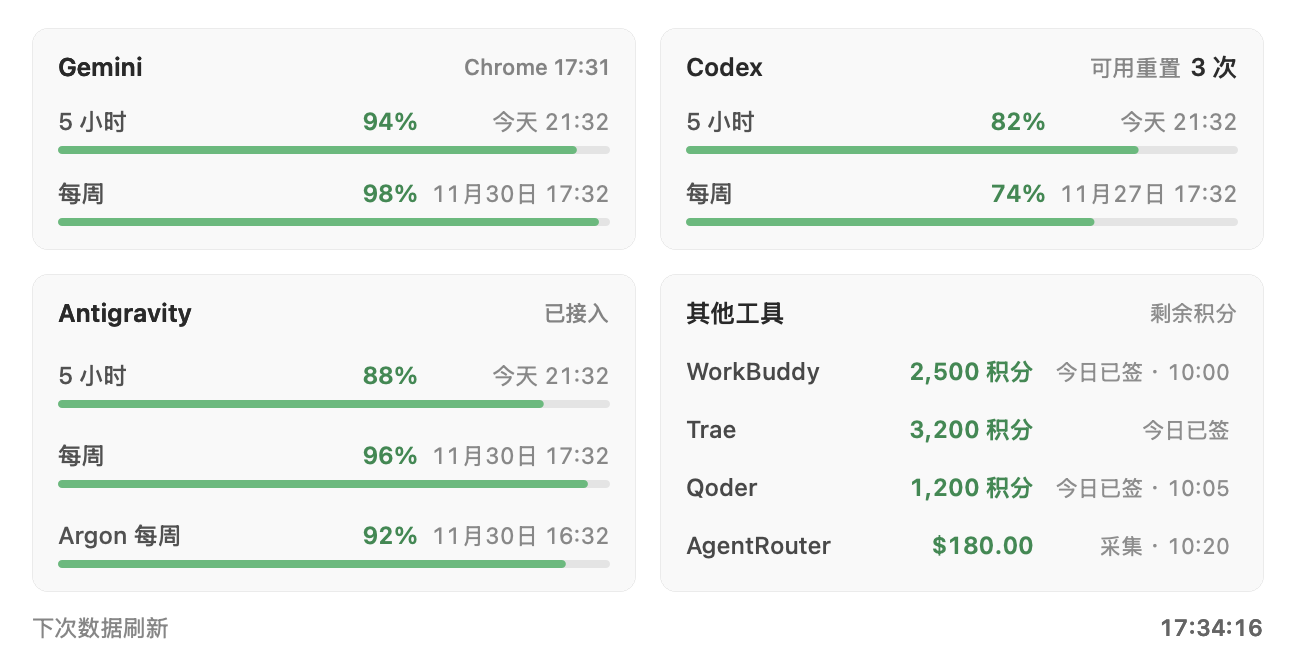 Gemini Chrome 17:31
5 小时 94% 今天 21:32
每周 98% 11月30日 17:32
Codex 可用重置 3 次
5 小时 82% 今天 21:32
每周 74% 11月27日 17:32
Antigravity 已接入
5 小时 88% 今天 21:32
每周 96% 11月30日 17:32
Argon 每周 92% 11月30日 16:32
其他工具 剩余积分
WorkBuddy 2,500 积分 今日已签 · 10:00
Trae 3,200 积分 今日已签
Qoder 1,200 积分 今日已签 · 10:05
AgentRouter $180.00 采集 · 10:20
下次数据刷新 17:34:16